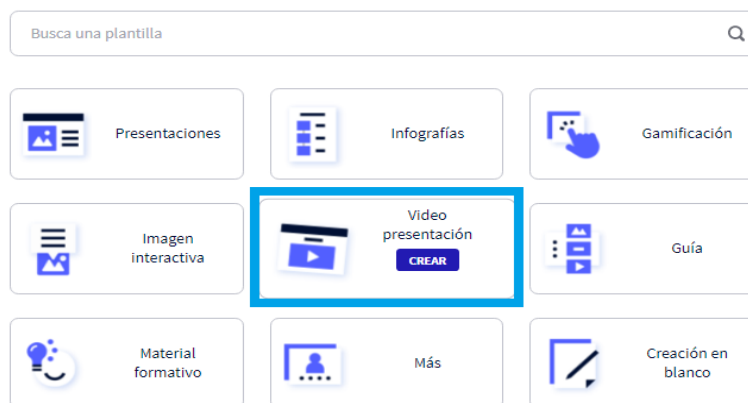 Busca una plantilla
Presentaciones
Infografías
Gamificación
Imagen
interactiva
Video
presentación
CREAR
Guía
Material
formativo
Más
Creación en
blanco